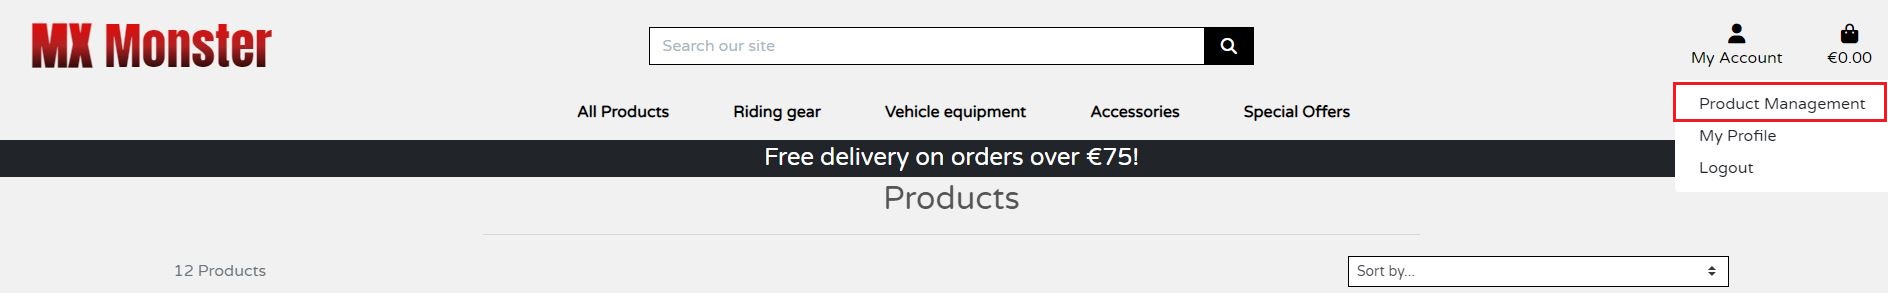 MX Monster
Search our site
My Account
€0.00
All Products
Riding gear
Vehicle equipment
Accessories
Special Offers
Product Management
My Profile
Logout
Free delivery on orders over €75!
Products
12 Products
Sort by...